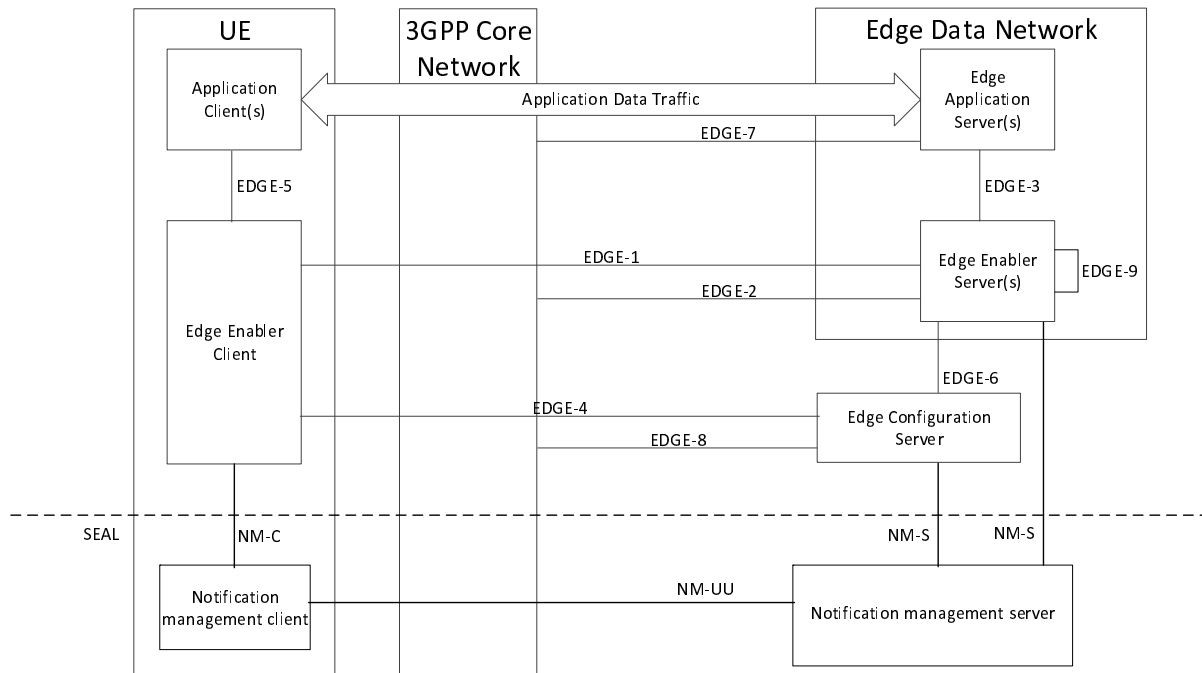 UE
3GPP Core
Network
Edge Data Network
Application
Client(s)
Application Data Traffic
Edge
Application
Server(s)
EDGE-7
EDGE-5
EDGE-3
EDGE-1
Edge Enabler
Server(s)
EDGE-9
EDGE-2
Edge Enabler
Client
EDGE-6
EDGE-4
Edge Configuration
Server
EDGE-8
SEAL
NM-C
NM-S
NM-S
Notification
management client
NM-UU
Notification management server